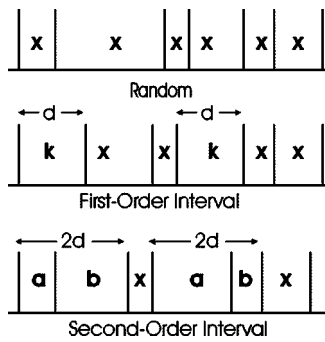 x x x x x x
Random
d d
k x x k x x
First-Order Interval
2d 2d
a b x a b x
Second-Order Interval